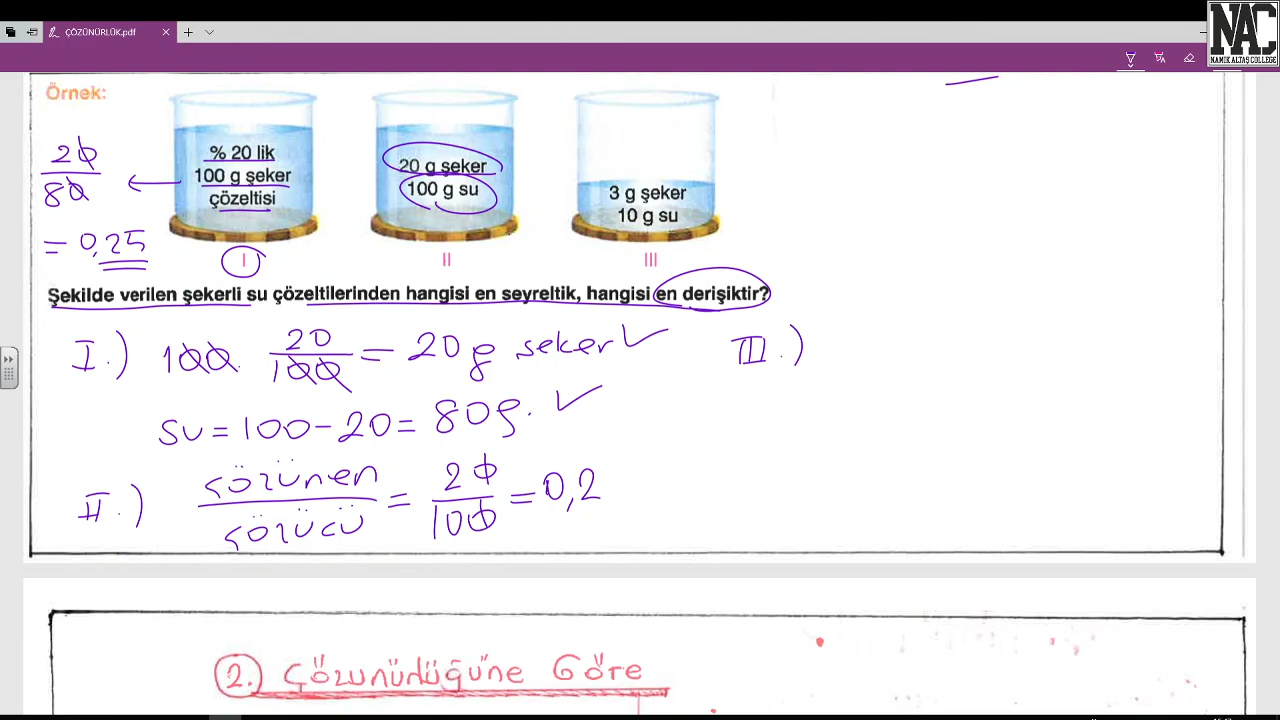 ÇÖZÜNÜRLÜK.pdf
NAC
NAMIK ALTAŞ COLLEGE
Örnek:
% 20 lik
100 g şeker
çözeltisi
20 g şeker
100 g su
3 g şeker
10 g su
20/80
= 0,25
I
II
III
Şekilde verilen şekerli su çözeltilerinden hangisi en seyreltik, hangisi en derişiktir?
I.) 100. 20/100 = 20 g seker ✓
su = 100 - 20 = 80g. ✓
II.) çözünen/çözücü = 20/100 = 0,2
III.)
2. Çözünürlüğüne Göre